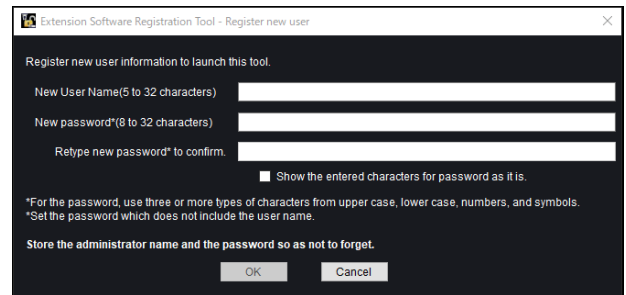 Extension Software Registration Tool - Register new user
Register new user information to launch this tool.
New User Name(5 to 32 characters)
New password*(8 to 32 characters)
Retype new password* to confirm.
Show the entered characters for password as it is.
*For the password, use three or more types of characters from upper case, lower case, numbers, and symbols.
*Set the password which does not include the user name.
Store the administrator name and the password so as not to forget.
OK Cancel